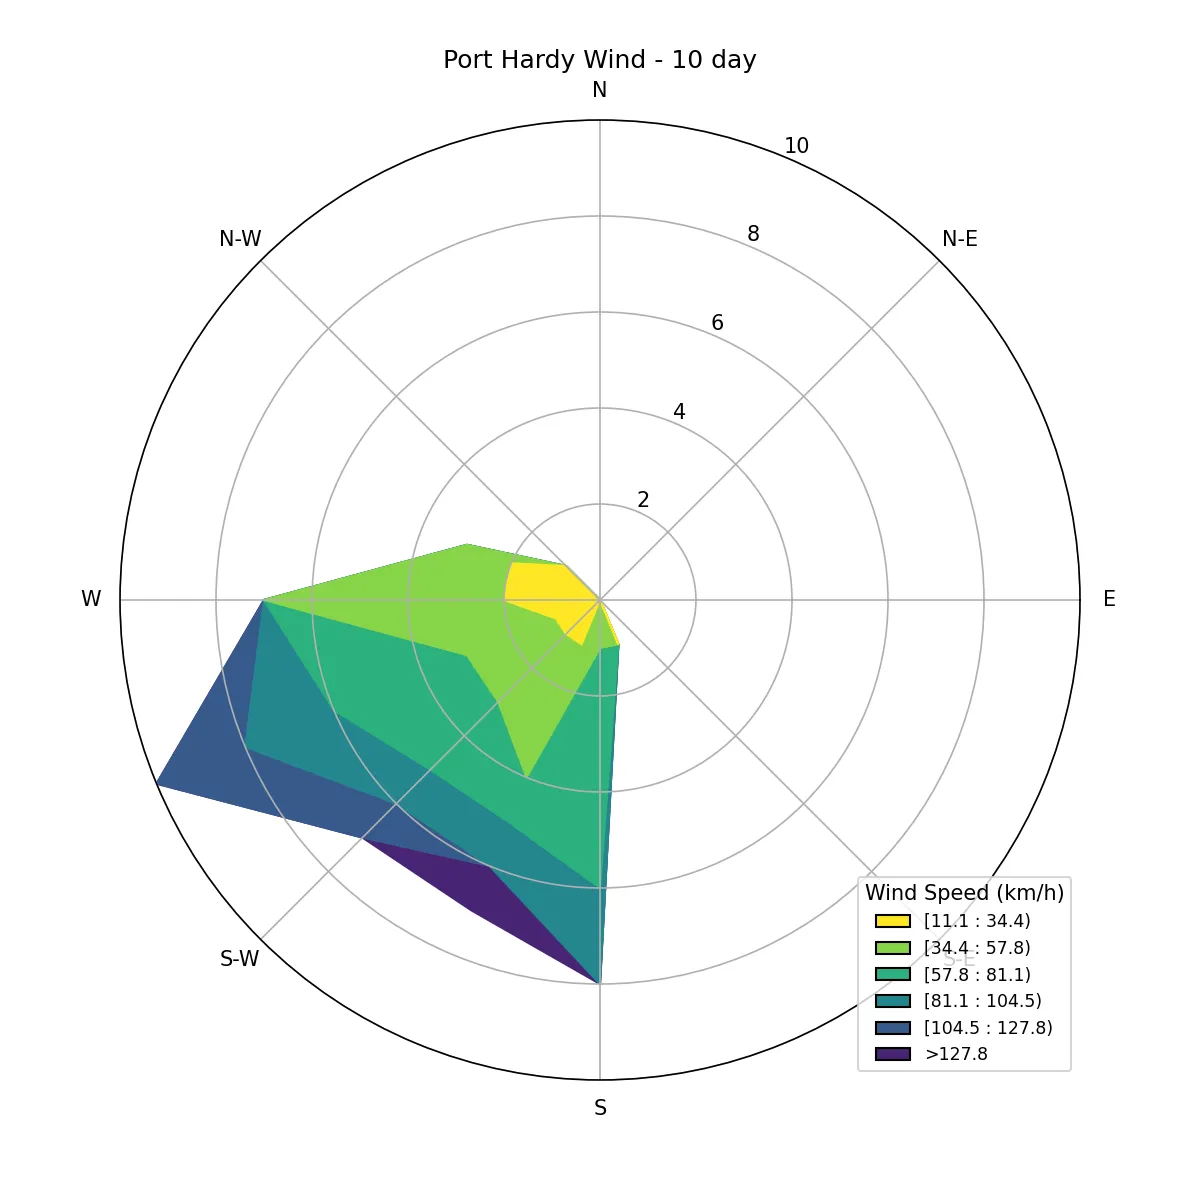 Port Hardy Wind - 10 day
N
10
N-W
8
N-E
6
4
2
W
E
Wind Speed (km/h)
[11.1 : 34.4)
[34.4 : 57.8)
[57.8 : 81.1)
[81.1 : 104.5)
[104.5 : 127.8)
>127.8
S-W
S-E
S